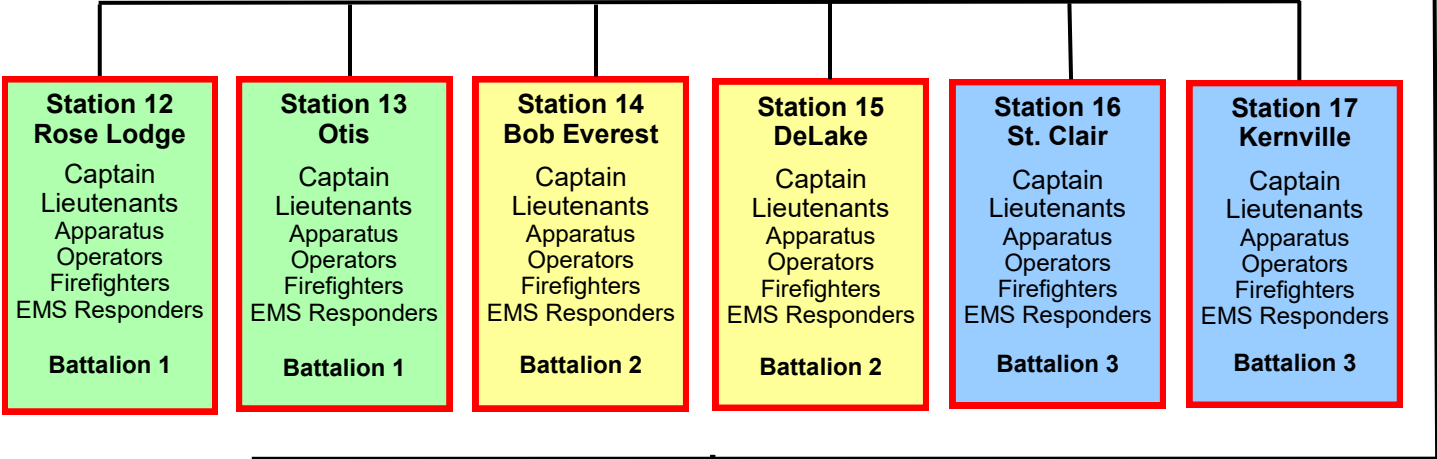 Station 12
Rose Lodge
Captain
Lieutenants
Apparatus
Operators
Firefighters
EMS Responders
Battalion 1
Station 13
Otis
Captain
Lieutenants
Apparatus
Operators
Firefighters
EMS Responders
Battalion 1
Station 14
Bob Everest
Captain
Lieutenants
Apparatus
Operators
Firefighters
EMS Responders
Battalion 2
Station 15
DeLake
Captain
Lieutenants
Apparatus
Operators
Firefighters
EMS Responders
Battalion 2
Station 16
St. Clair
Captain
Lieutenants
Apparatus
Operators
Firefighters
EMS Responders
Battalion 3
Station 17
Kernville
Captain
Lieutenants
Apparatus
Operators
Firefighters
EMS Responders
Battalion 3